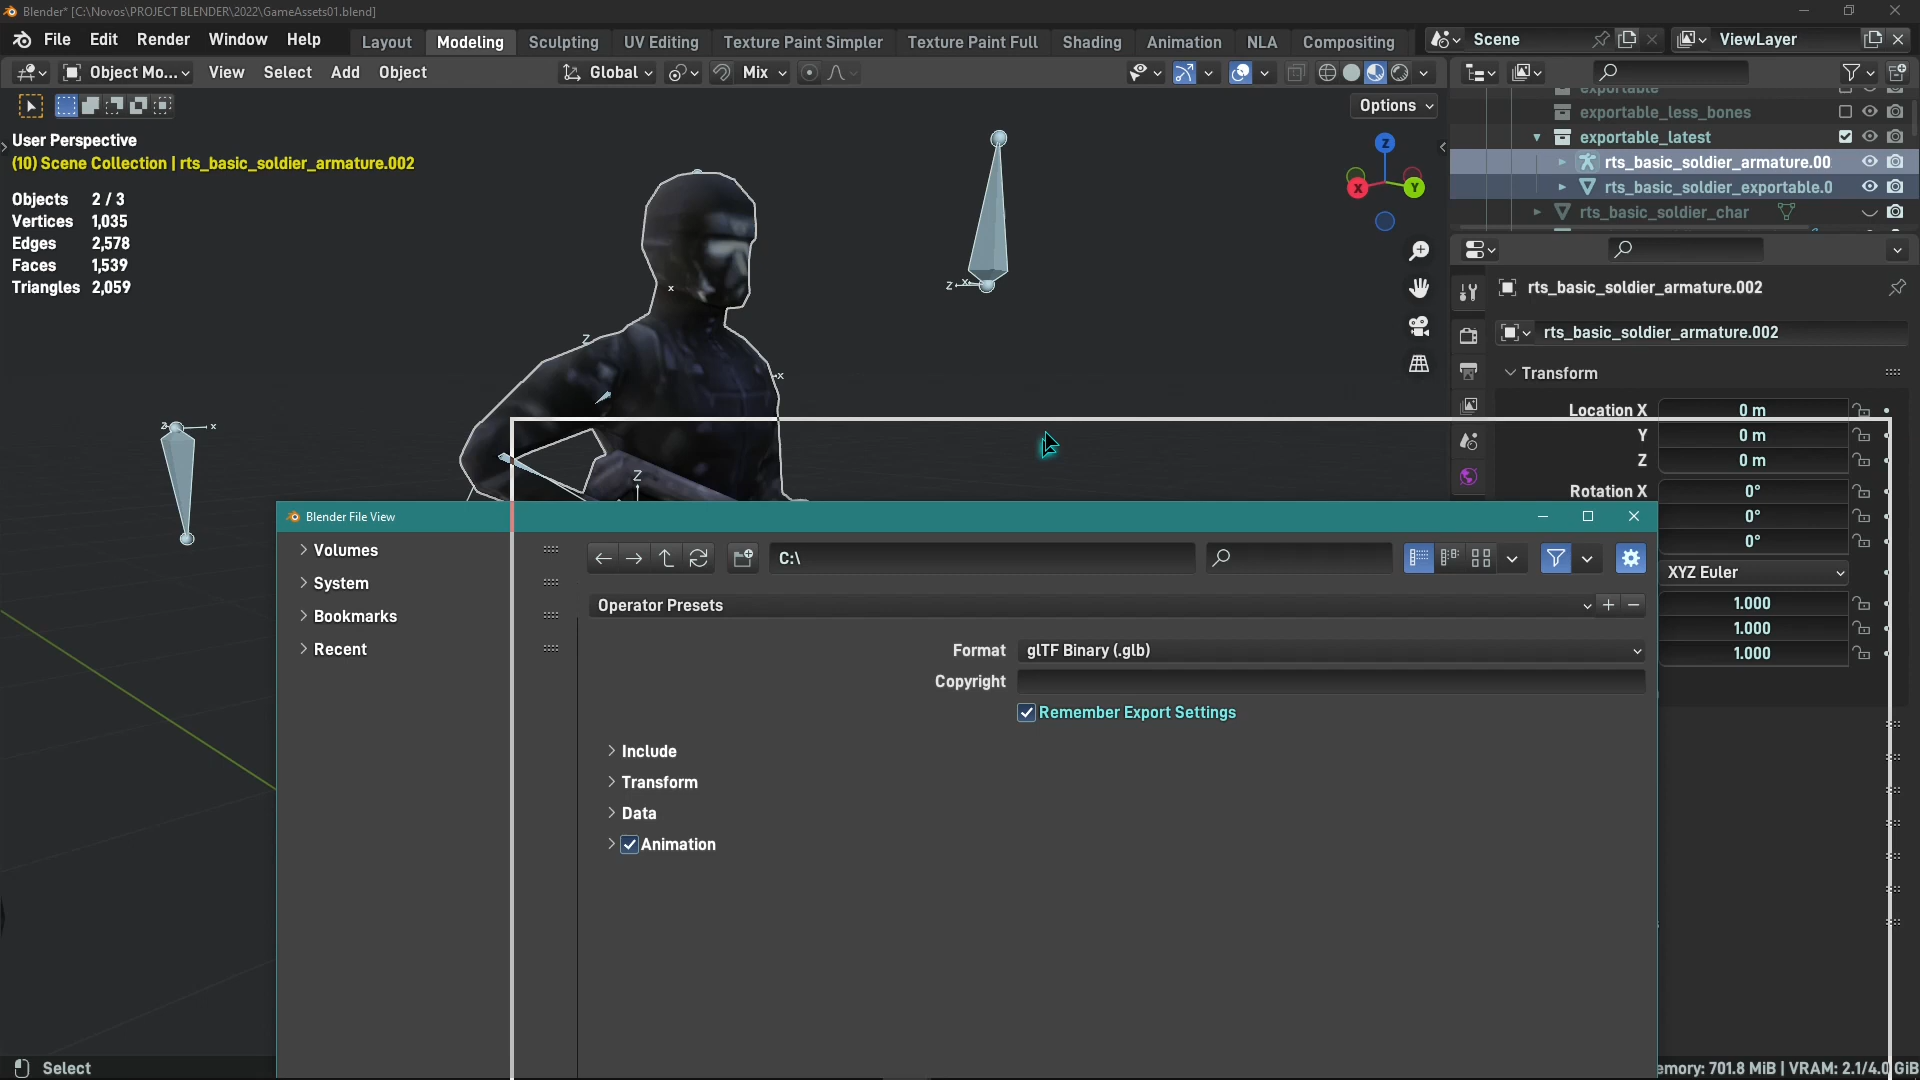 Blender* [C:\Novos\PROJECT BLENDER\2022\GameAssets01.blend]
File Edit Render Window Help Layout Modeling Sculpting UV Editing Texture Paint Simpler Texture Paint Full Shading Animation NLA Compositing Scene ViewLayer
Object Mo... View Select Add Object Global Mix
Options
User Perspective
(10) Scene Collection | rts_basic_soldier_armature.002
Objects 2 / 3
Vertices 1,035
Edges 2,578
Faces 1,539
Triangles 2,059
Z
X
Y
exportable
exportable_less_bones
exportable_latest
rts_basic_soldier_armature.00
rts_basic_soldier_exportable.0
rts_basic_soldier_char
rts_basic_soldier_armature.002
rts_basic_soldier_armature.002
Transform
Location X 0 m
Y 0 m
Z 0 m
Rotation X 0°
0°
0°
XYZ Euler
1.000
1.000
1.000
z x
x
z
x
z x
Z
Blender File View
Volumes
System
Bookmarks
Recent
C:\
Operator Presets
Format glTF Binary (.glb)
Copyright
Remember Export Settings
Include
Transform
Data
Animation
Select
emory: 701.8 MiB | VRAM: 2.1/4.0 GiB